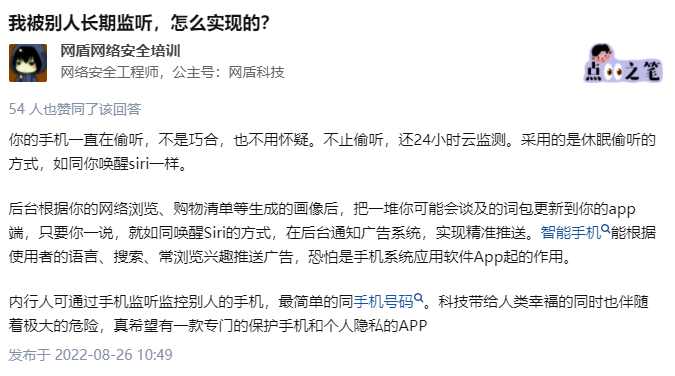 我被别人长期监听，怎么实现的？
网盾网络安全培训
网络安全工程师，公主号：网盾科技
点之笔
54 人也赞同了该回答
你的手机一直在偷听，不是巧合，也不用怀疑。不止偷听，还24小时云监测。采用的是休眠偷听的
方式，如同你唤醒siri一样。
后台根据你的网络浏览、购物清单等生成的画像后，把一堆你可能会谈及的词包更新到你的app
端，只要你一说，就如同唤醒Siri的方式，在后台通知广告系统，实现精准推送。智能手机能根据
使用者的语言、搜索、常浏览兴趣推送广告，恐怕是手机系统应用软件App起的作用。
内行人可通过手机监听监控别人的手机，最简单的同手机号码。科技带给人类幸福的同时也伴随
着极大的危险，真希望有一款专门的保护手机和个人隐私的APP
发布于 2022-08-26 10:49